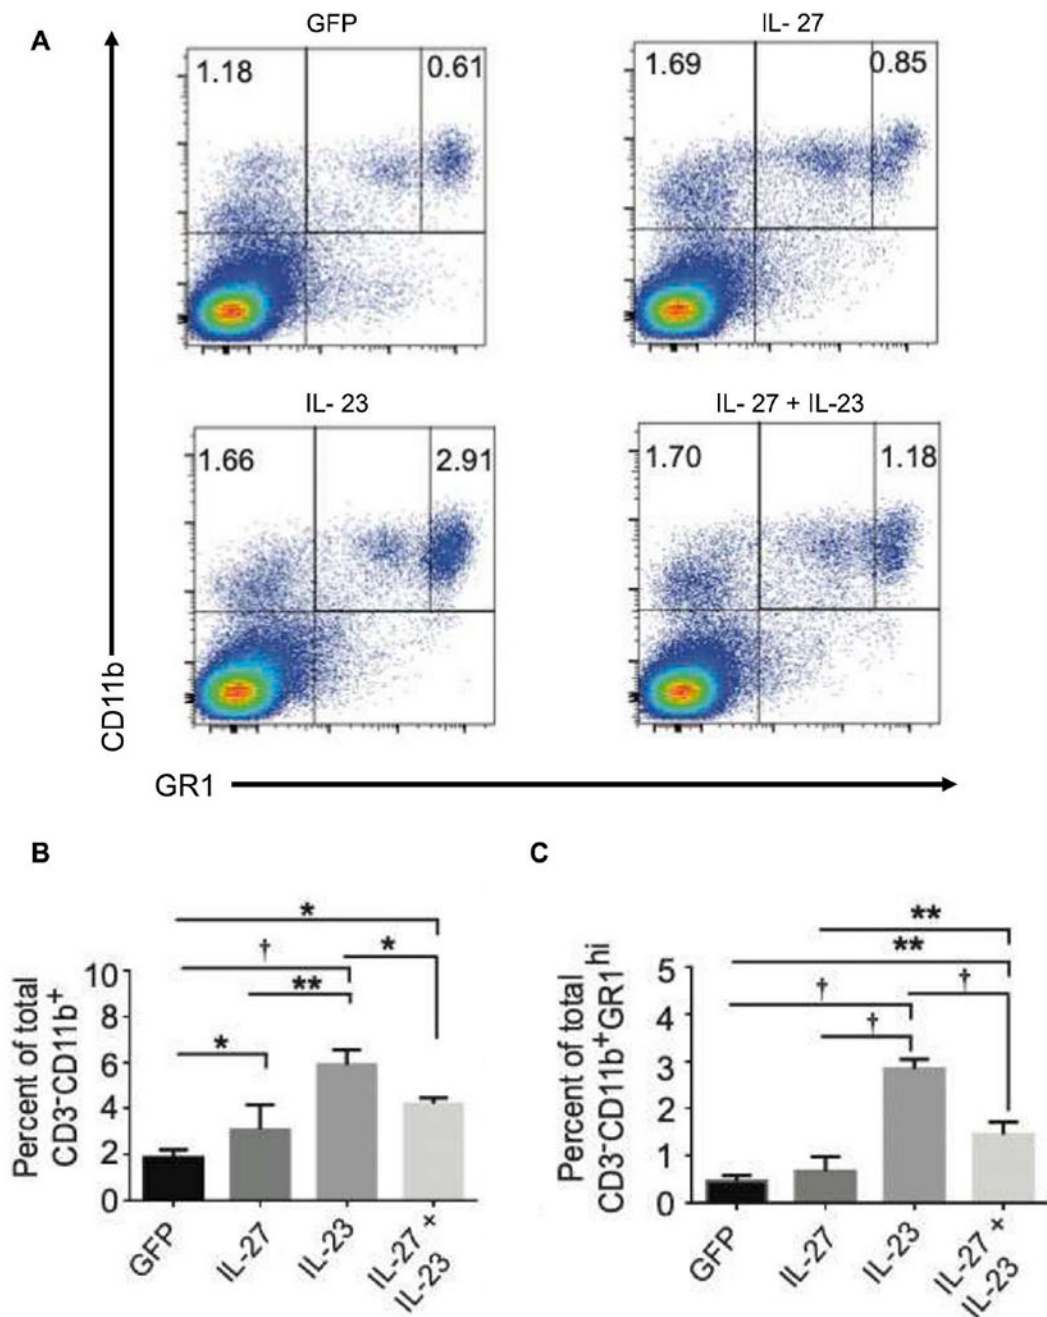 A
GFP
IL- 27
1.18
0.61
1.69
0.85
IL- 23
IL- 27 + IL-23
1.66
2.91
1.70
1.18
CD11b
GR1
B
C
*
*
†
**
*
Percent of total
CD3-CD11b+
10
8
6
4
2
0
GFP
IL-27
IL-23
IL-27 +
IL-23
**
**
†
†
†
Percent of total
CD3-CD11b+GR1hi
5
4
3
2
1
0
GFP
IL-27
IL-23
IL-27 +
IL-23